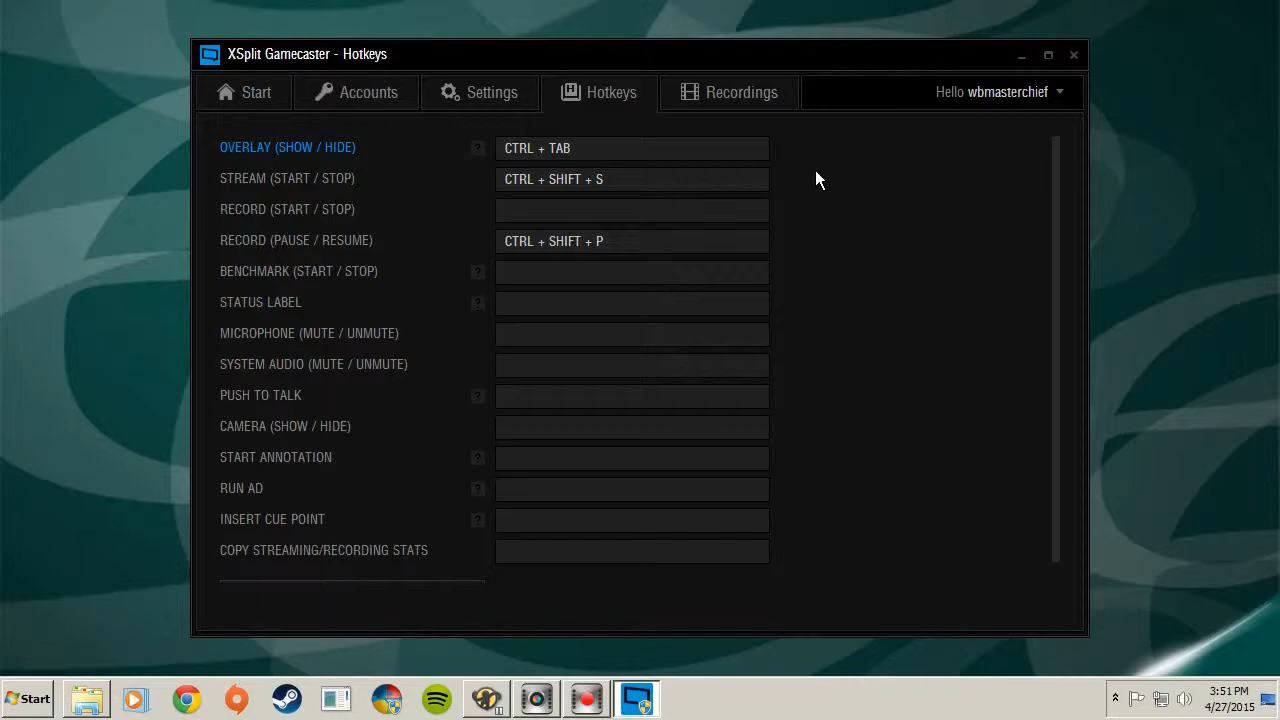 XSplit Gamecaster - Hotkeys
Start Accounts Settings Hotkeys Recordings Hello wbmasterchief
OVERLAY (SHOW / HIDE) ? CTRL + TAB
STREAM (START / STOP) CTRL + SHIFT + S
RECORD (START / STOP)
RECORD (PAUSE / RESUME) CTRL + SHIFT + P
BENCHMARK (START / STOP) ?
STATUS LABEL ?
MICROPHONE (MUTE / UNMUTE)
SYSTEM AUDIO (MUTE / UNMUTE)
PUSH TO TALK ?
CAMERA (SHOW / HIDE)
START ANNOTATION ?
RUN AD ?
INSERT CUE POINT ?
COPY STREAMING/RECORDING STATS
Start 3:51 PM
4/27/2015